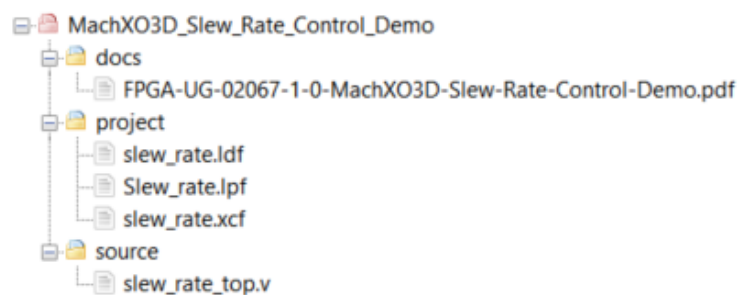 MachXO3D_Slew_Rate_Control_Demo
docs
FPGA-UG-02067-1-0-MachXO3D-Slew-Rate-Control-Demo.pdf
project
slew_rate.ldf
Slew_rate.lpf
slew_rate.xcf
source
slew_rate_top.v